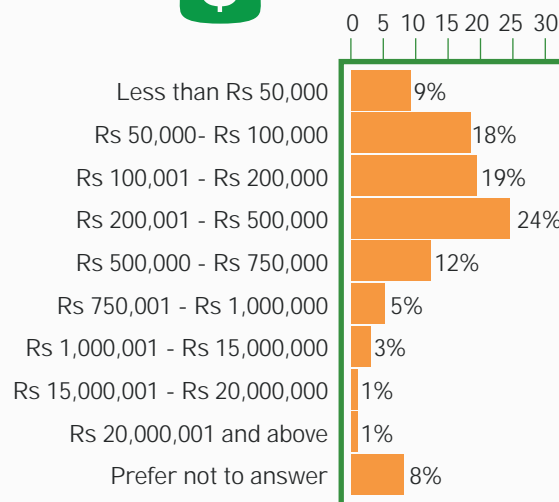 0 5 10 15 20 25 30
Less than Rs 50,000 9%
Rs 50,000- Rs 100,000 18%
Rs 100,001 - Rs 200,000 19%
Rs 200,001 - Rs 500,000 24%
Rs 500,000 - Rs 750,000 12%
Rs 750,001 - Rs 1,000,000 5%
Rs 1,000,001 - Rs 15,000,000 3%
Rs 15,000,001 - Rs 20,000,000 1%
Rs 20,000,001 and above 1%
Prefer not to answer 8%